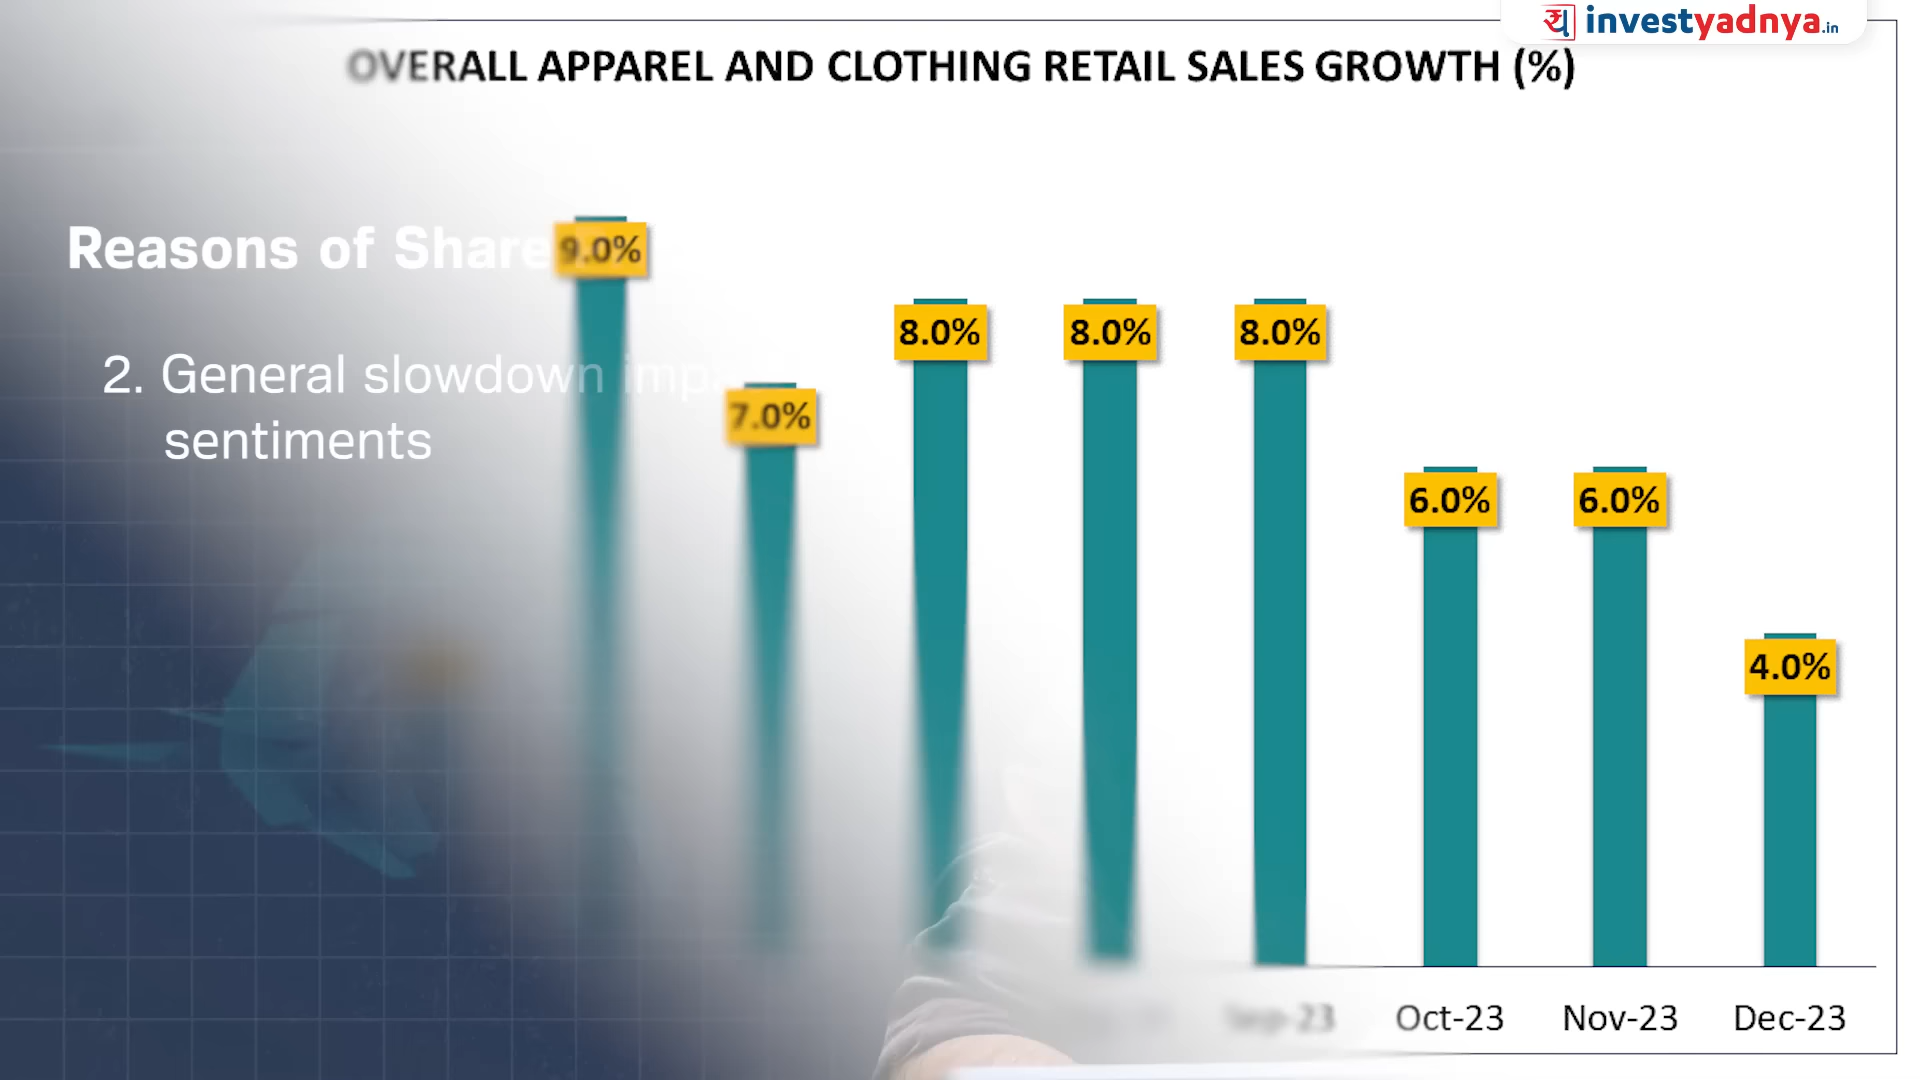 स्य investyadnya.in
OVERALL APPAREL AND CLOTHING RETAIL SALES GROWTH (%)
Reasons of Share
2. General slowdown
sentiments
9.0%
7.0%
8.0%
8.0%
8.0%
6.0%
6.0%
4.0%
Sep-23
Oct-23
Nov-23
Dec-23